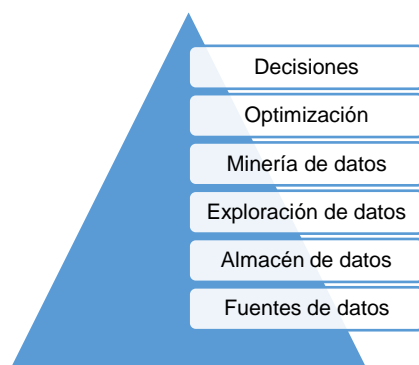 Decisiones
Optimización
Minería de datos
Exploración de datos
Almacén de datos
Fuentes de datos